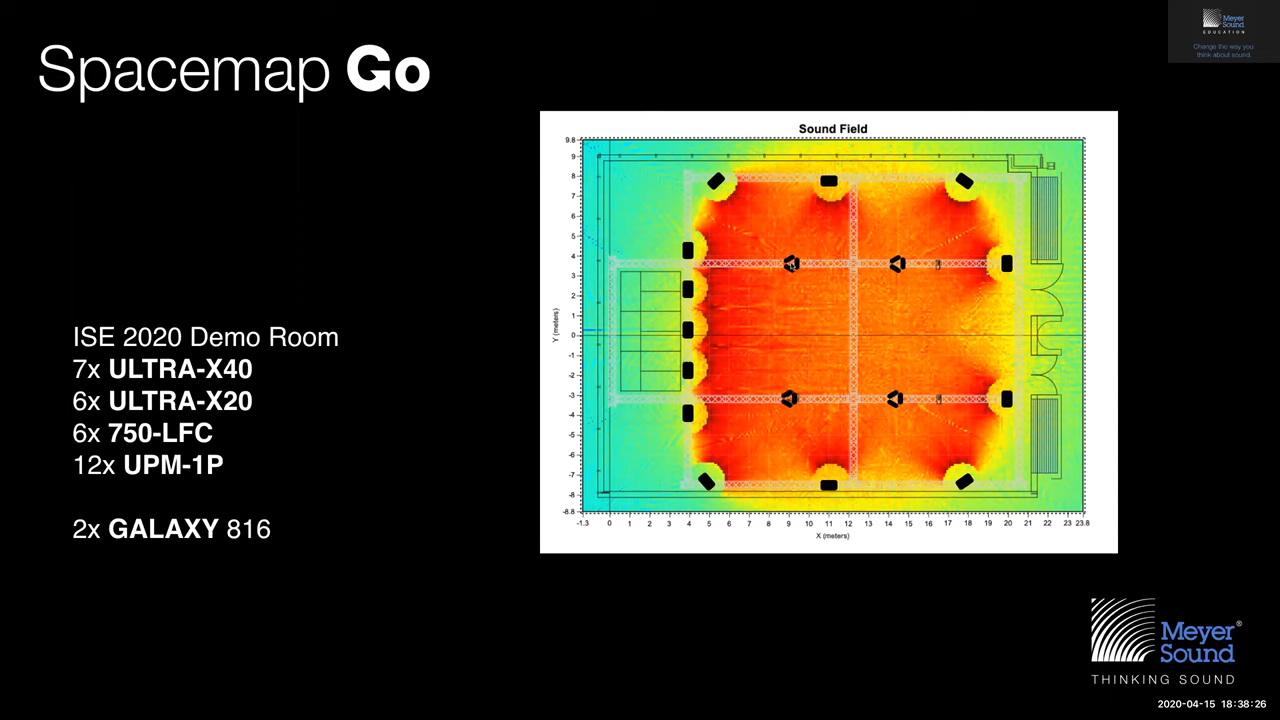 Spacemap Go
Meyer
Sound
EDUCATION
Change the way you
think about sound.
ISE 2020 Demo Room
7x ULTRA-X40
6x ULTRA-X20
6x 750-LFC
12x UPM-1P
2x GALAXY 816
Sound Field
9.8
9
8
7
6
5
4
3
2
1
0
-1
-2
-3
-4
-5
-6
-7
-8
-8.8
Y (meters)
-1.3 0 1 2 3 4 5 6 7 8 9 10 11 12 13 14 15 16 17 18 19 20 21 22 23 23.8
X (meters)
Meyer®
Sound
THINKING SOUND
2020-04-15 18:38:26